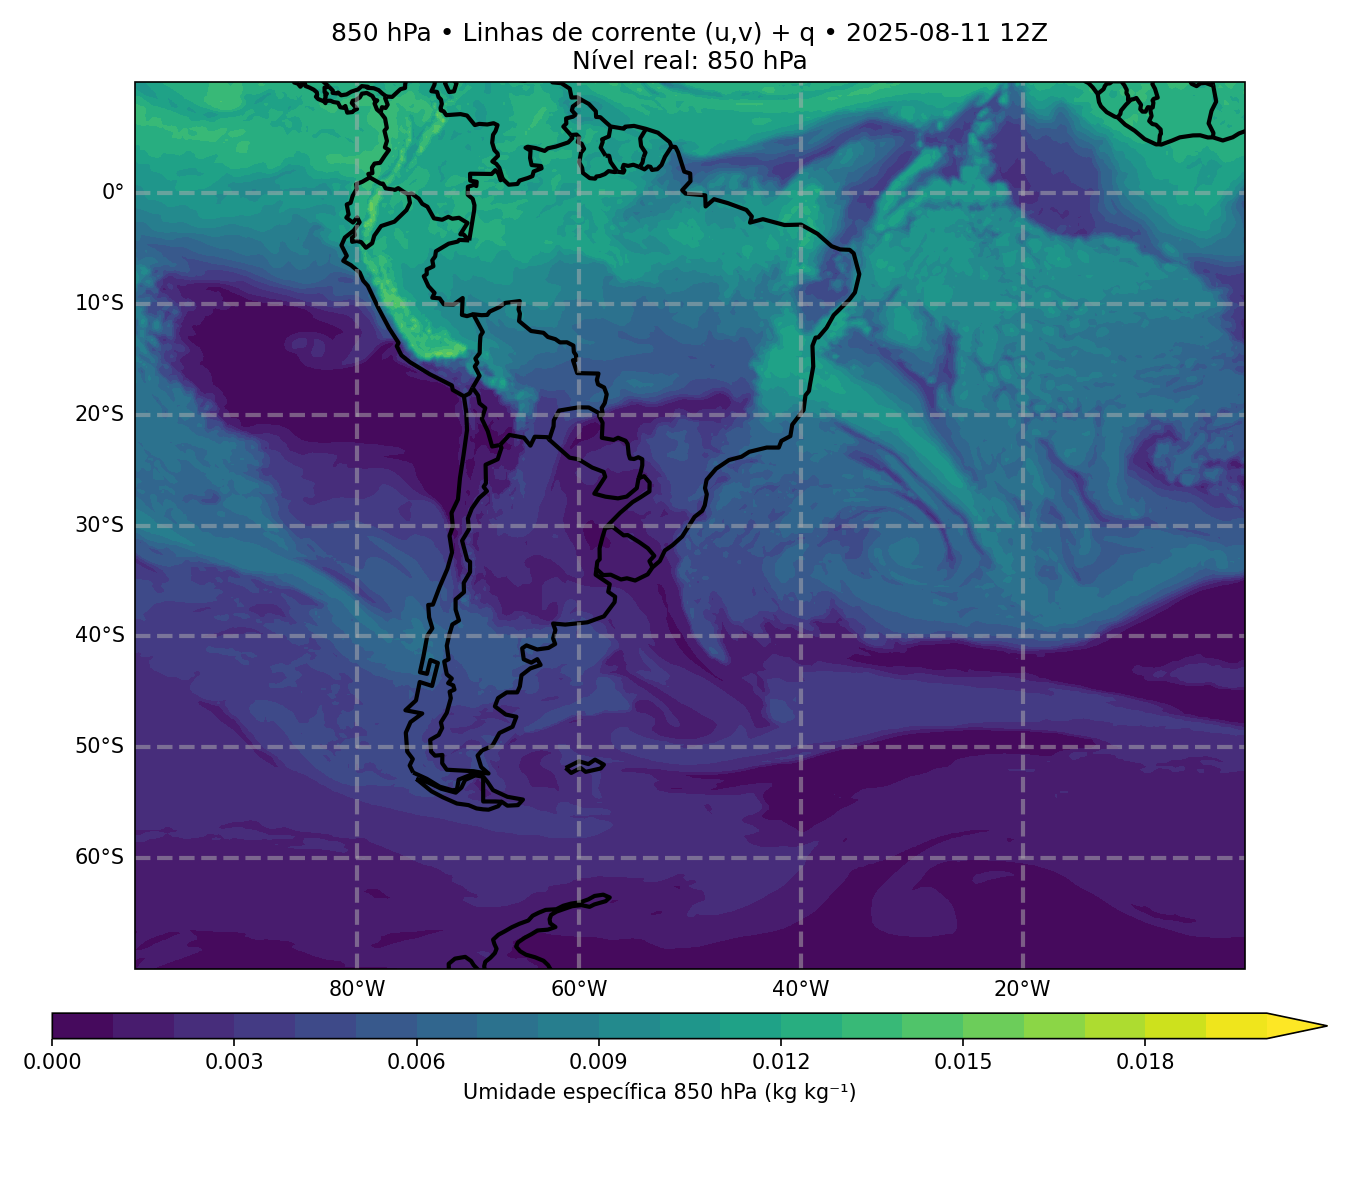 850 hPa • Linhas de corrente (u,v) + q • 2025-08-11 12Z
Nível real: 850 hPa
0°
10°S
20°S
30°S
40°S
50°S
60°S
80°W
60°W
40°W
20°W
0.000
0.003
0.006
0.009
0.012
0.015
0.018
Umidade específica 850 hPa (kg kg⁻¹)